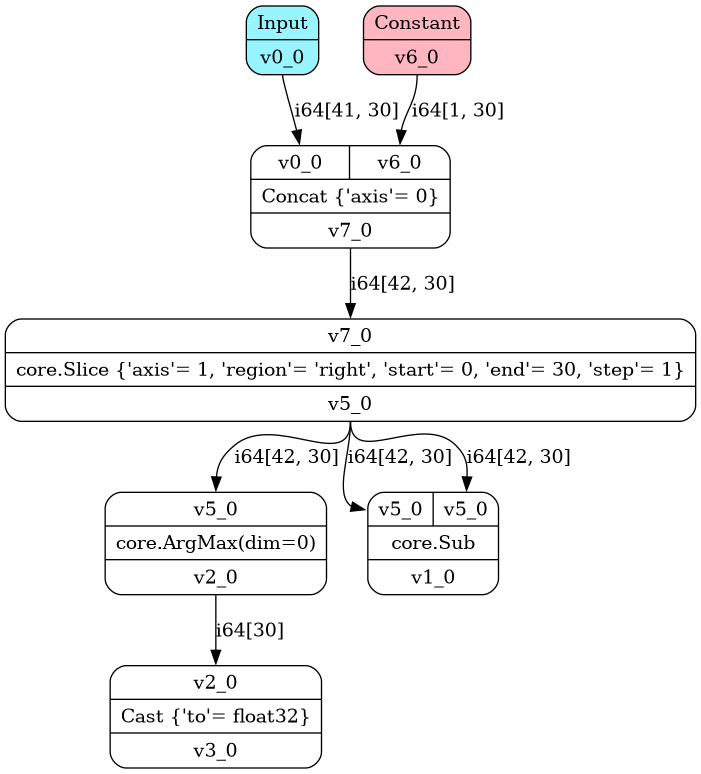 Input
v0_0
Constant
v6_0
i64[41, 30]
i64[1, 30]
v0_0
v6_0
Concat {'axis'= 0}
v7_0
i64[42, 30]
v7_0
core.Slice {'axis'= 1, 'region'= 'right', 'start'= 0, 'end'= 30, 'step'= 1}
v5_0
i64[42, 30]
i64[42, 30]
i64[42, 30]
v5_0
core.ArgMax(dim=0)
v2_0
v5_0
v5_0
core.Sub
v1_0
i64[30]
v2_0
Cast {'to'= float32}
v3_0